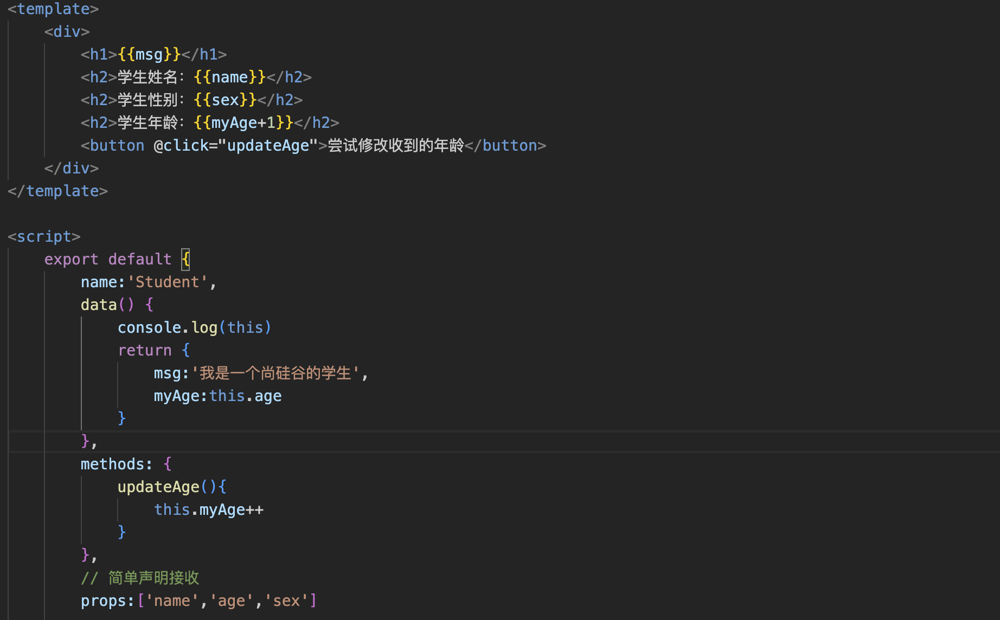 <template>
<div>
<h1>{{msg}}</h1>
<h2>学生姓名：{{name}}</h2>
<h2>学生性别：{{sex}}</h2>
<h2>学生年龄：{{myAge+1}}</h2>
<button @click="updateAge">尝试修改收到的年龄</button>
</div>
</template>
<script>
export default {
name:'Student',
data() {
console.log(this)
return {
msg:'我是一个尚硅谷的学生',
myAge:this.age
}
},
methods: {
updateAge(){
this.myAge++
}
},
// 简单声明接收
props:['name','age','sex']